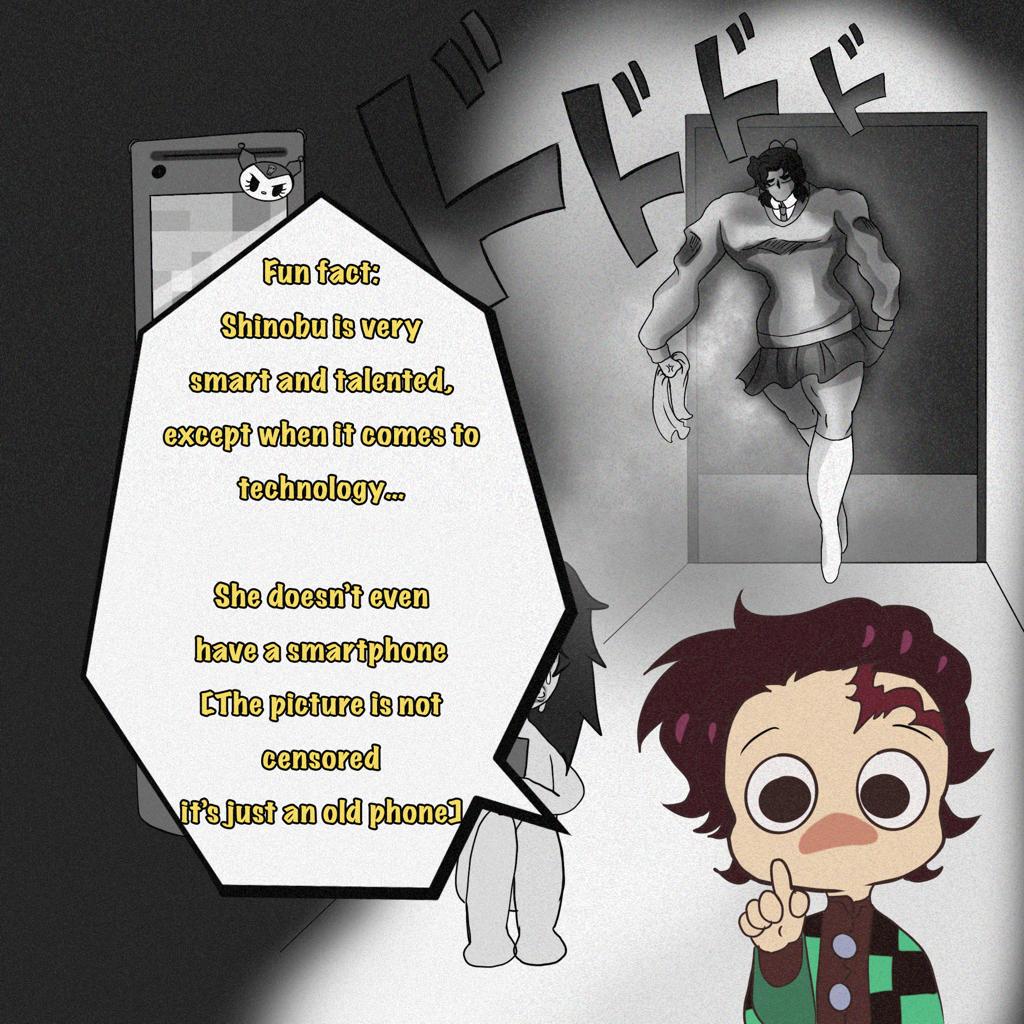 ドドドド
Fun fact:
Shinobu is very
smart and talented,
except when it comes to
technology...
She doesn't even
have a smartphone
[The picture is not
censored
it's just an old phone]